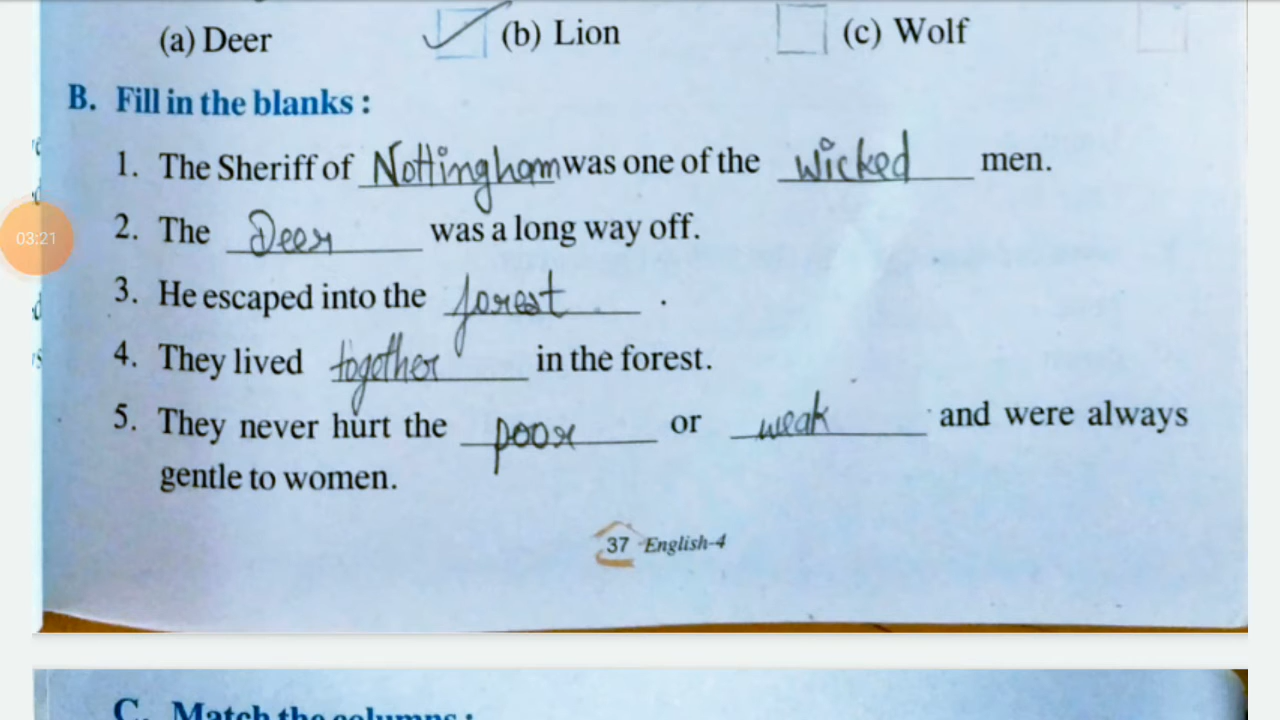 (a) Deer (b) Lion (c) Wolf
B. Fill in the blanks :
1. The Sheriff of Nottingham was one of the wicked men.
2. The Deer was a long way off.
3. He escaped into the forest .
4. They lived together in the forest.
5. They never hurt the poor or weak and were always
gentle to women.
37 English-4
C. Match the columns :
03:21